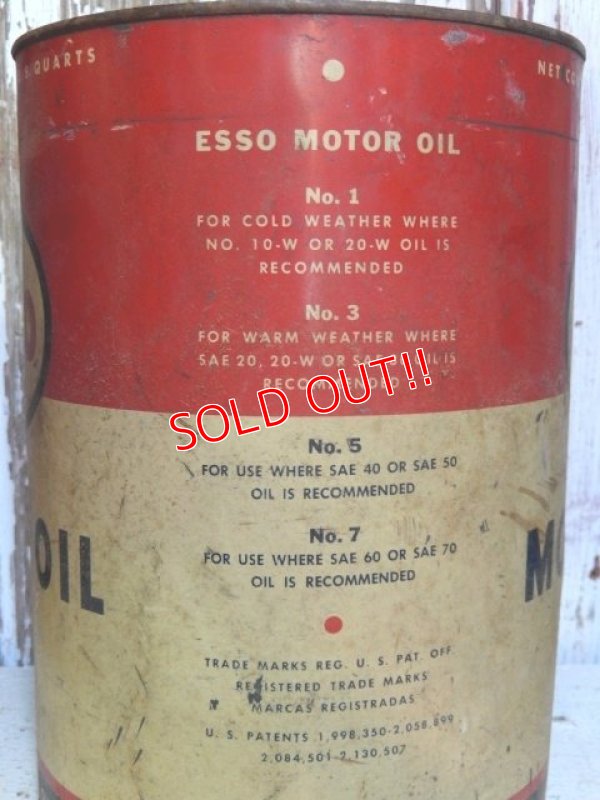 QUARTS
NET CO
ESSO MOTOR OIL
No. 1
FOR COLD WEATHER WHERE
NO. 10-W OR 20-W OIL IS
RECOMMENDED
No. 3
FOR WARM WEATHER WHERE
SAE 20, 20-W OR OIL IS
RECOMMENDED
SOLD OUT!!
No. 5
FOR USE WHERE SAE 40 OR SAE 50
OIL IS RECOMMENDED
No. 7
FOR USE WHERE SAE 60 OR SAE 70
OIL IS RECOMMENDED
OIL
TRADE MARKS REG. U. S. PAT. OFF.
REGISTERED TRADE MARKS
MARCAS REGISTRADAS
U. S. PATENTS 1,998,350-2,058,899
2,084,501-2,130,507